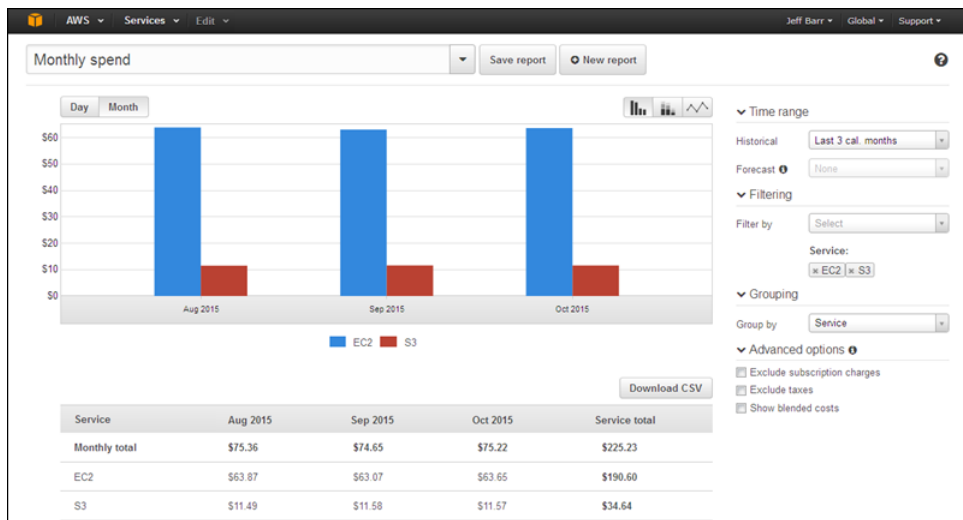 AWS Services Edit Jeff Barr Global Support
Monthly spend Save report New report
Day Month
$60
$50
$40
$30
$20
$10
$0
Aug 2015 Sep 2015 Oct 2015
EC2 S3
Time range
Historical Last 3 cal. months
Forecast None
Filtering
Filter by Select
Service:
× EC2 × S3
Grouping
Group by Service
Advanced options
Exclude subscription charges
Exclude taxes
Show blended costs
Download CSV
Service Aug 2015 Sep 2015 Oct 2015 Service total
Monthly total $75.36 $74.65 $75.22 $225.23
EC2 $63.87 $63.07 $63.65 $190.60
S3 $11.49 $11.58 $11.57 $34.64